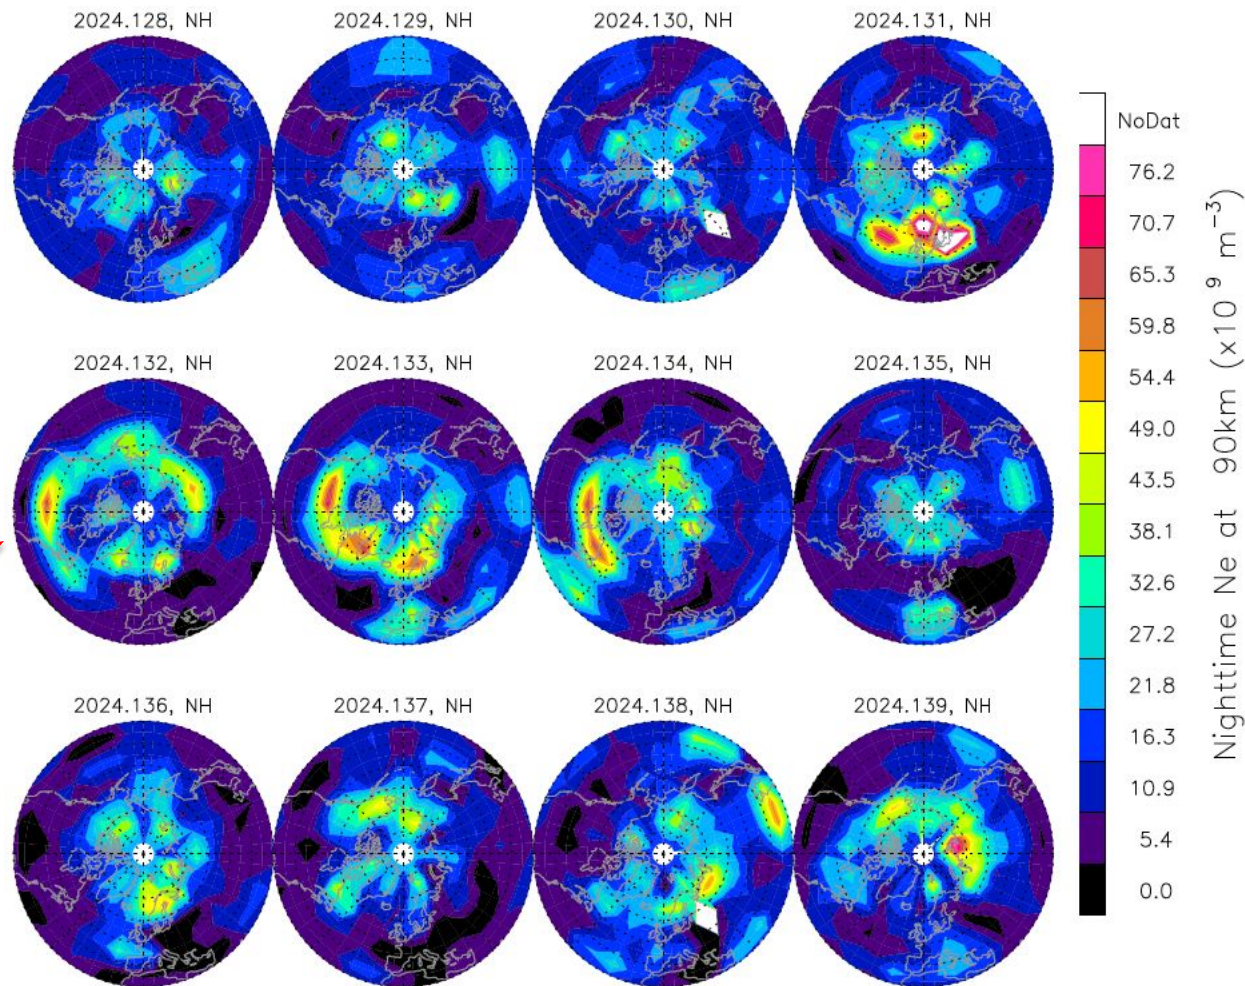 2024.128, NH
2024.129, NH
2024.130, NH
2024.131, NH
2024.132, NH
2024.133, NH
2024.134, NH
2024.135, NH
2024.136, NH
2024.137, NH
2024.138, NH
2024.139, NH
NoDat
76.2
70.7
65.3
59.8
54.4
49.0
43.5
38.1
32.6
27.2
21.8
16.3
10.9
5.4
0.0
Nighttime Ne at 90km (x10⁹ m⁻³)